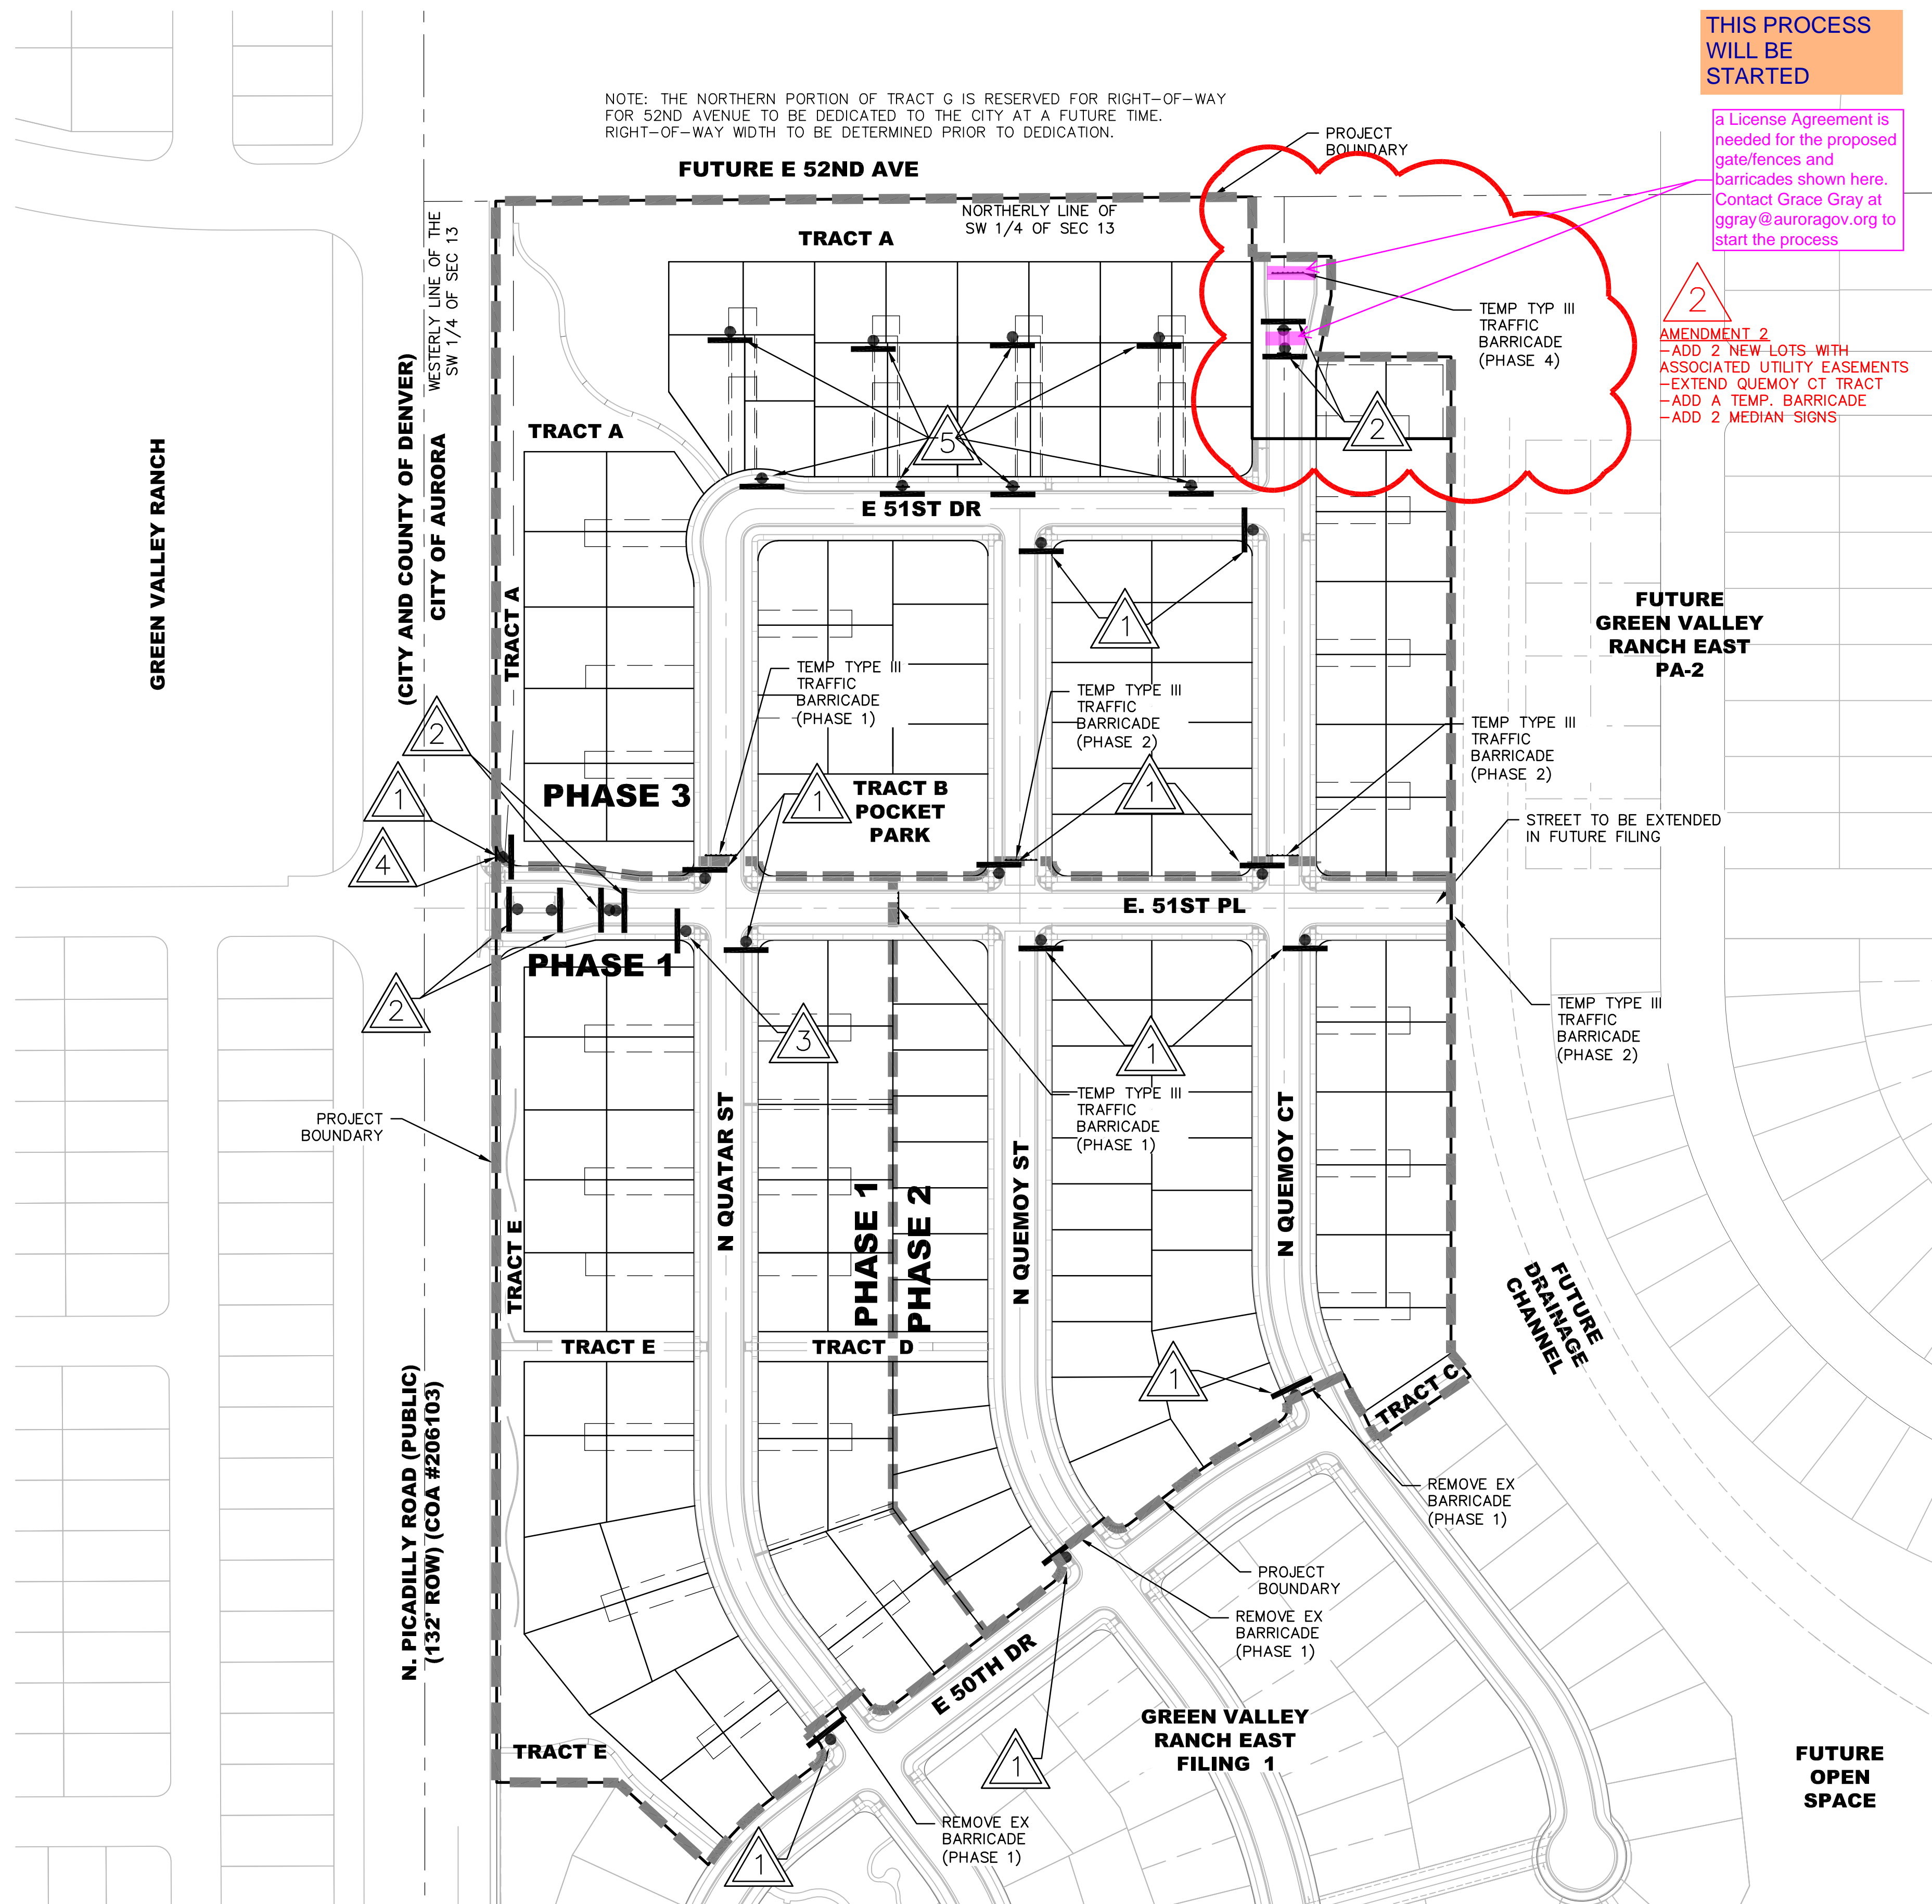 THIS PROCESS
WILL BE
STARTED
NOTE: THE NORTHERN PORTION OF TRACT G IS RESERVED FOR RIGHT-OF-WAY
FOR 52ND AVENUE TO BE DEDICATED TO THE CITY AT A FUTURE TIME.
RIGHT-OF-WAY WIDTH TO BE DETERMINED PRIOR TO DEDICATION.
a License Agreement is
needed for the proposed
gate/fences and
barricades shown here.
Contact Grace Gray at
ggray@auroragov.org to
start the process
PROJECT
BOUNDARY
FUTURE E 52ND AVE
NORTHERLY LINE OF
SW 1/4 OF SEC 13
TRACT A
WESTERLY LINE OF THE
SW 1/4 OF SEC 13
2
AMENDMENT 2
-ADD 2 NEW LOTS WITH
ASSOCIATED UTILITY EASEMENTS
-EXTEND QUEMOY CT TRACT
-ADD A TEMP. BARRICADE
-ADD 2 MEDIAN SIGNS
TEMP TYP III
TRAFFIC
BARRICADE
(PHASE 4)
2
5
TRACT A
E 51ST DR
GREEN VALLEY RANCH
(CITY AND COUNTY OF DENVER)
CITY OF AURORA
TRACT A
1
FUTURE
GREEN VALLEY
RANCH EAST
PA-2
TEMP TYPE III
TRAFFIC
BARRICADE
(PHASE 1)
TEMP TYPE III
TRAFFIC
BARRICADE
(PHASE 2)
TEMP TYPE III
TRAFFIC
BARRICADE
(PHASE 2)
2
1
4
PHASE 3
1
TRACT B
POCKET
PARK
1
STREET TO BE EXTENDED
IN FUTURE FILING
E. 51ST PL
PHASE 1
2
3
1
TEMP TYPE III
TRAFFIC
BARRICADE
(PHASE 2)
TEMP TYPE III
TRAFFIC
BARRICADE
(PHASE 1)
PROJECT
BOUNDARY
N QUATAR ST
PHASE 1
PHASE 2
N QUEMOY ST
N QUEMOY CT
TRACT E
FUTURE
DRAINAGE
CHANNEL
TRACT E
TRACT D
1
TRACT C
N. PICADILLY ROAD (PUBLIC)
(132' ROW) (COA #206103)
REMOVE EX
BARRICADE
(PHASE 1)
PROJECT
BOUNDARY
REMOVE EX
BARRICADE
(PHASE 1)
E 50TH DR
GREEN VALLEY
RANCH EAST
FILING 1
TRACT E
1
FUTURE
OPEN
SPACE
REMOVE EX
BARRICADE
(PHASE 1)
1